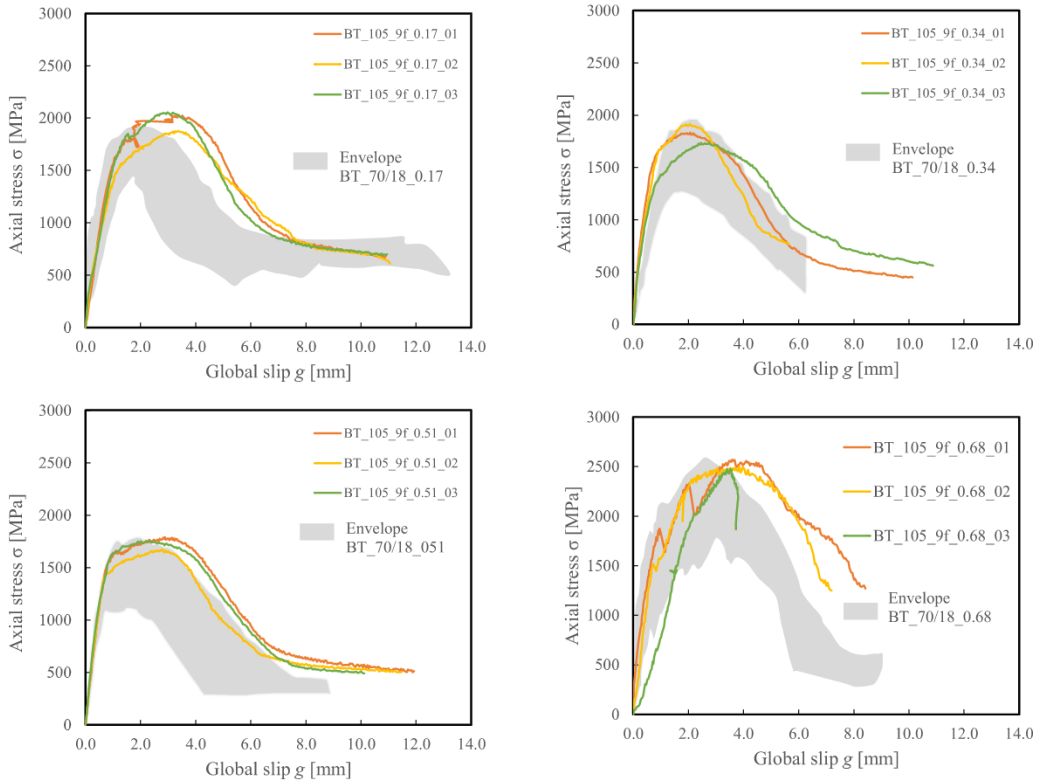 3000
2500
2000
1500
1000
500
0
Axial stress σ [MPa]
0.0 2.0 4.0 6.0 8.0 10.0 12.0 14.0
Global slip g [mm]
BT_105_9f_0.17_01
BT_105_9f_0.17_02
BT_105_9f_0.17_03
Envelope
BT_70/18_0.17
3000
2500
2000
1500
1000
500
0
Axial stress σ [MPa]
0.0 2.0 4.0 6.0 8.0 10.0 12.0 14.0
Global slip g [mm]
BT_105_9f_0.34_01
BT_105_9f_0.34_02
BT_105_9f_0.34_03
Envelope
BT_70/18_0.34
3000
2500
2000
1500
1000
500
0
Axial stress σ [MPa]
0.0 2.0 4.0 6.0 8.0 10.0 12.0 14.0
Global slip g [mm]
BT_105_9f_0.51_01
BT_105_9f_0.51_02
BT_105_9f_0.51_03
Envelope
BT_70/18_051
3000
2500
2000
1500
1000
500
0
Axial stress σ [MPa]
0.0 2.0 4.0 6.0 8.0 10.0 12.0 14.0
Global slip g [mm]
BT_105_9f_0.68_01
BT_105_9f_0.68_02
BT_105_9f_0.68_03
Envelope
BT_70/18_0.68